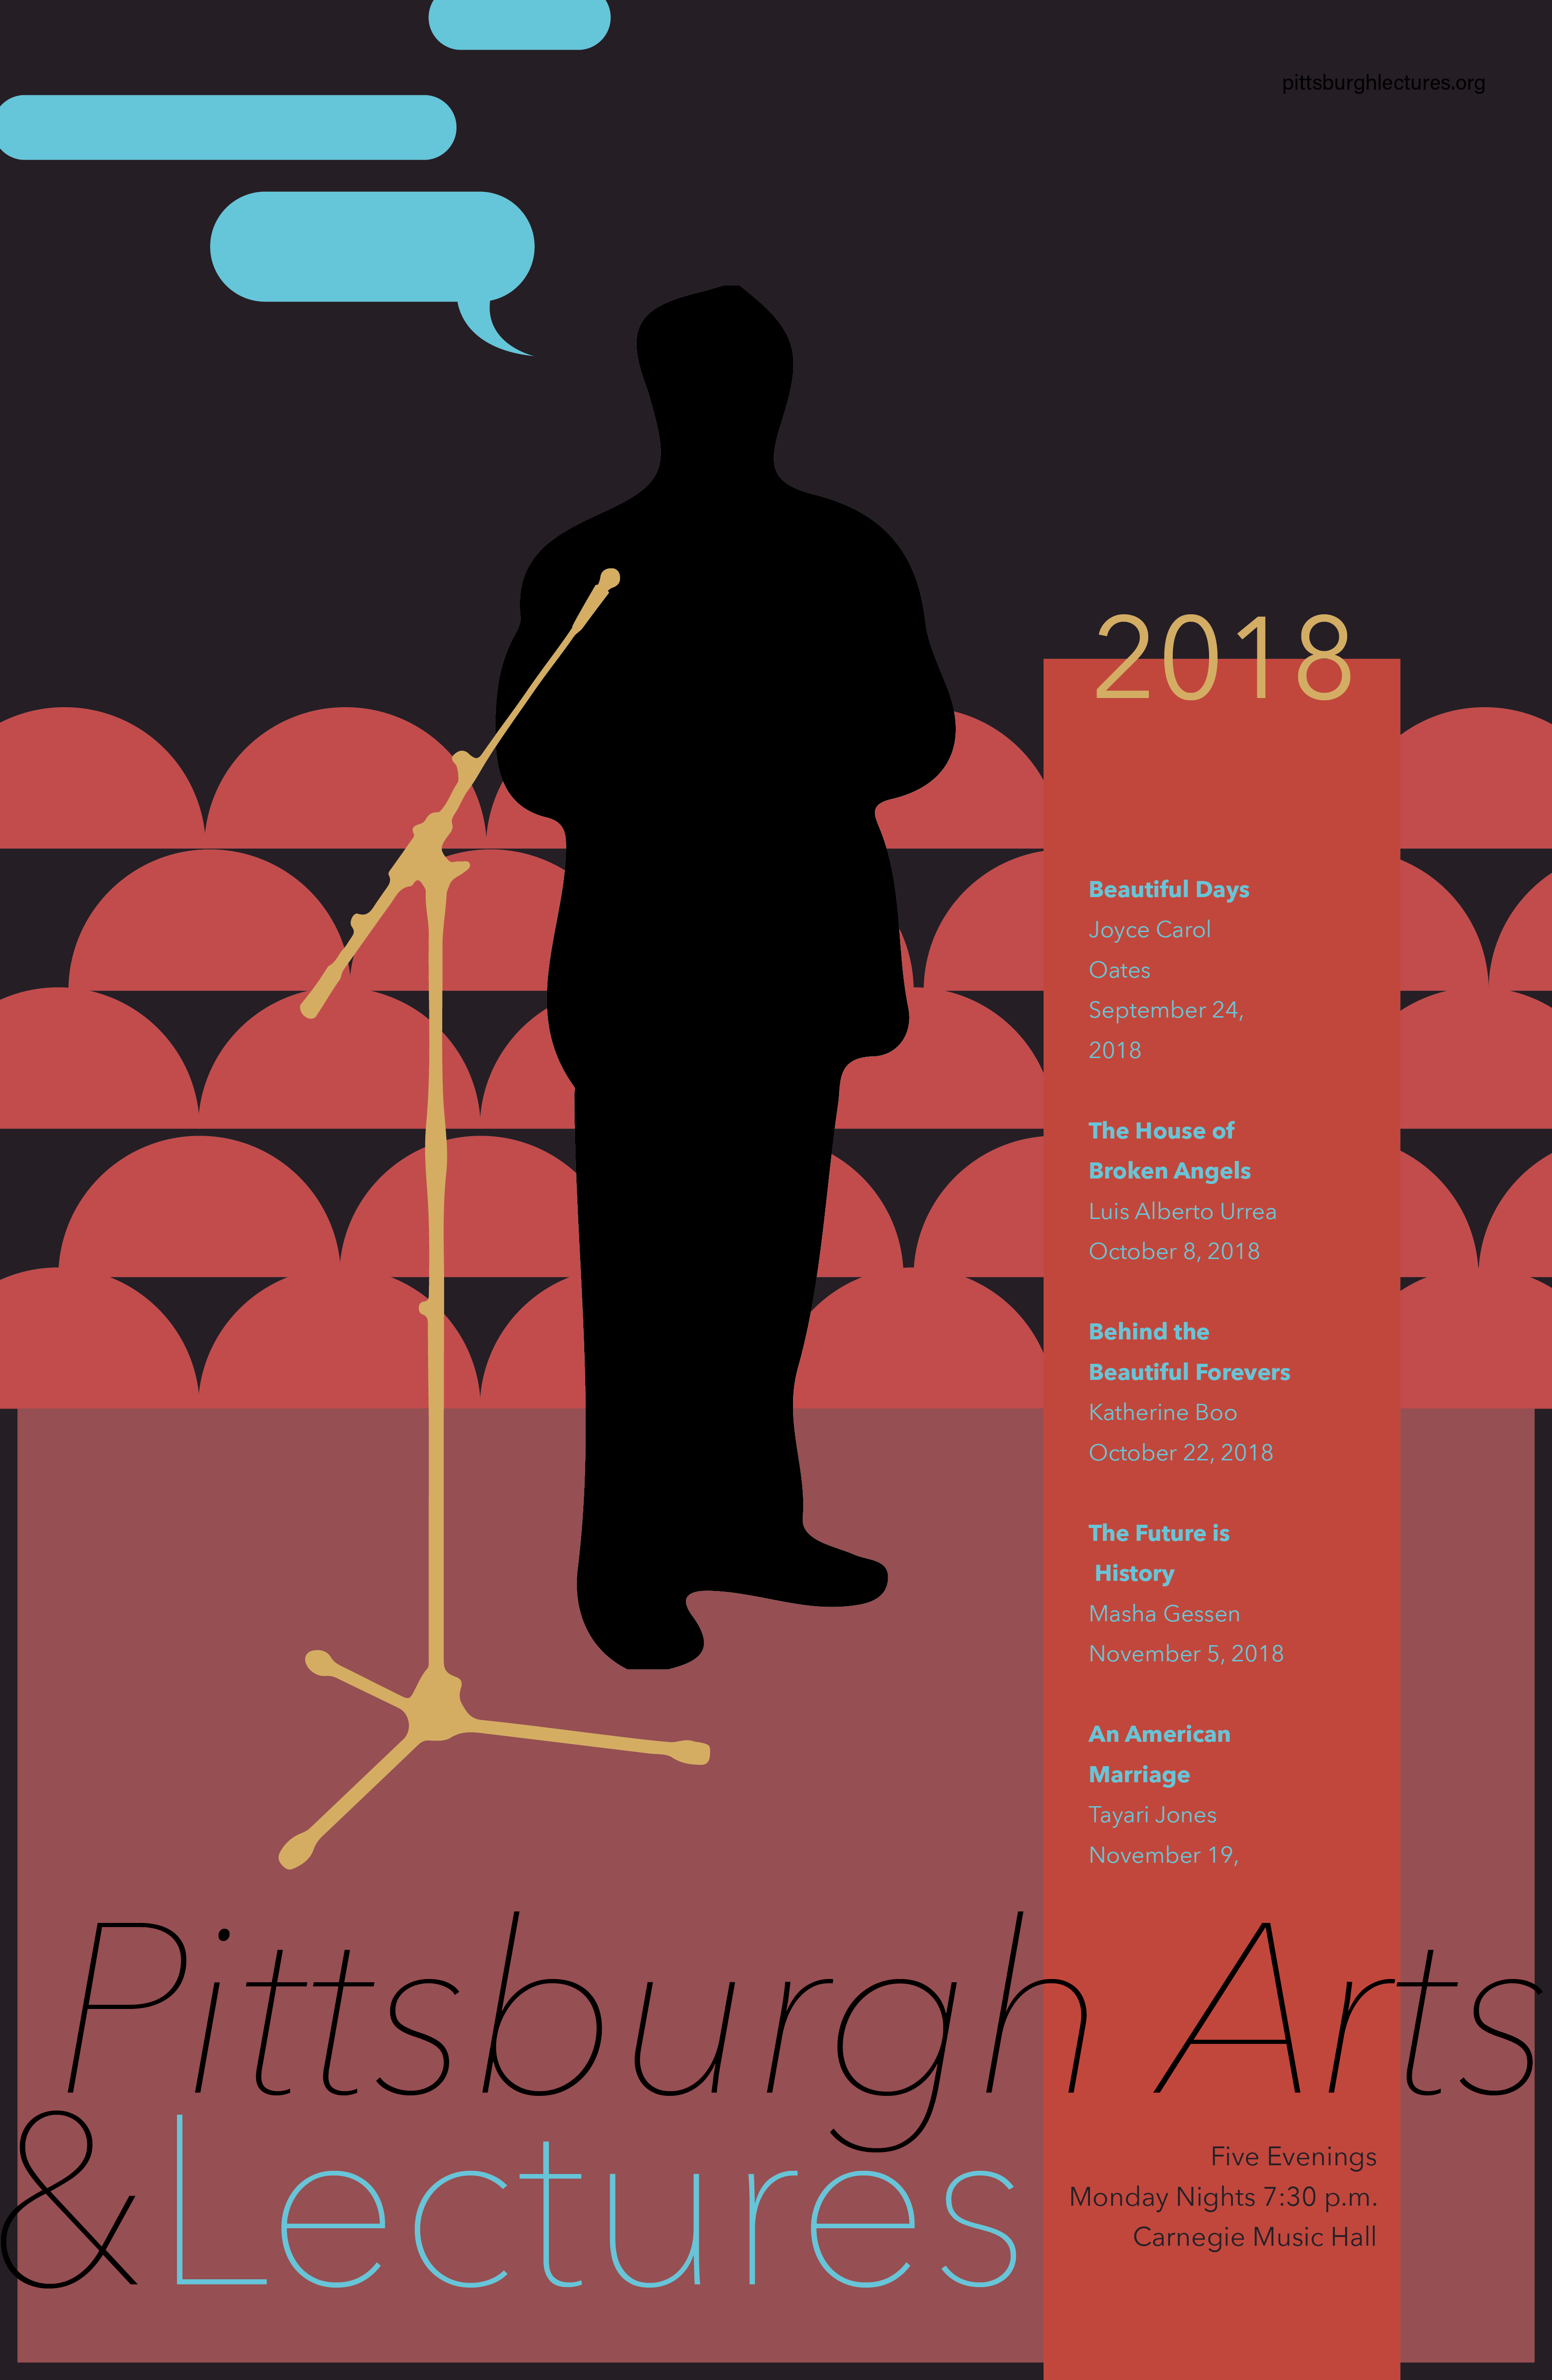 pittsburghlectures.org
2018
Beautiful Days
Joyce Carol
Oates
September 24,
2018
The House of
Broken Angels
Luis Alberto Urrea
October 8, 2018
Behind the
Beautiful Forevers
Katherine Boo
October 22, 2018
The Future is
History
Masha Gessen
November 5, 2018
An American
Marriage
Tayari Jones
November 19,
Pittsburgh Arts
& Lectures
Five Evenings
Monday Nights 7:30 p.m.
Carnegie Music Hall